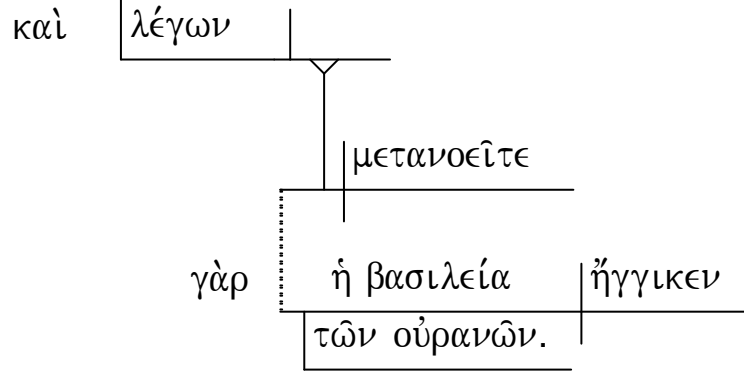 καὶ λέγων
μετανοεῖτε
γὰρ ἡ βασιλεία ἤγγικεν
τῶν οὐρανῶν.